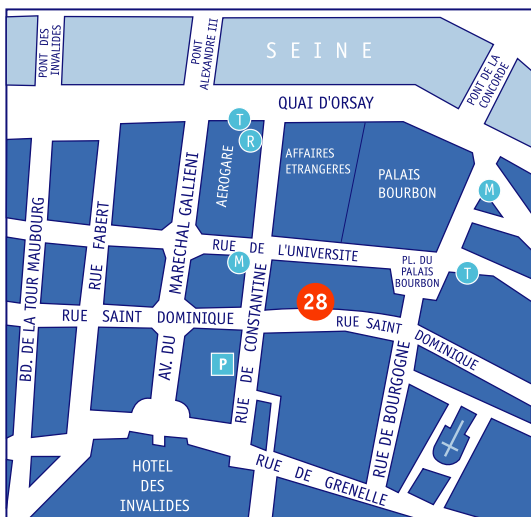 PONT DES
INVALIDES
PONT
ALEXANDRE III
SEINE
PONT DE LA
CONCORDE
QUAI D'ORSAY
T
R
AEROGARE
AFFAIRES
ETRANGERES
PALAIS
BOURBON
M
BD. DE LA TOUR MAUBOURG
RUE FABERT
AV. DU MARECHAL GALLIENI
RUE DE L'UNIVERSITE
M
PL. DU
PALAIS
BOURBON
T
28
RUE SAINT DOMINIQUE
RUE SAINT DOMINIQUE
RUE DE CONSTANTINE
P
RUE DE BOURGOGNE
RUE DE GRENELLE
HOTEL
DES
INVALIDES